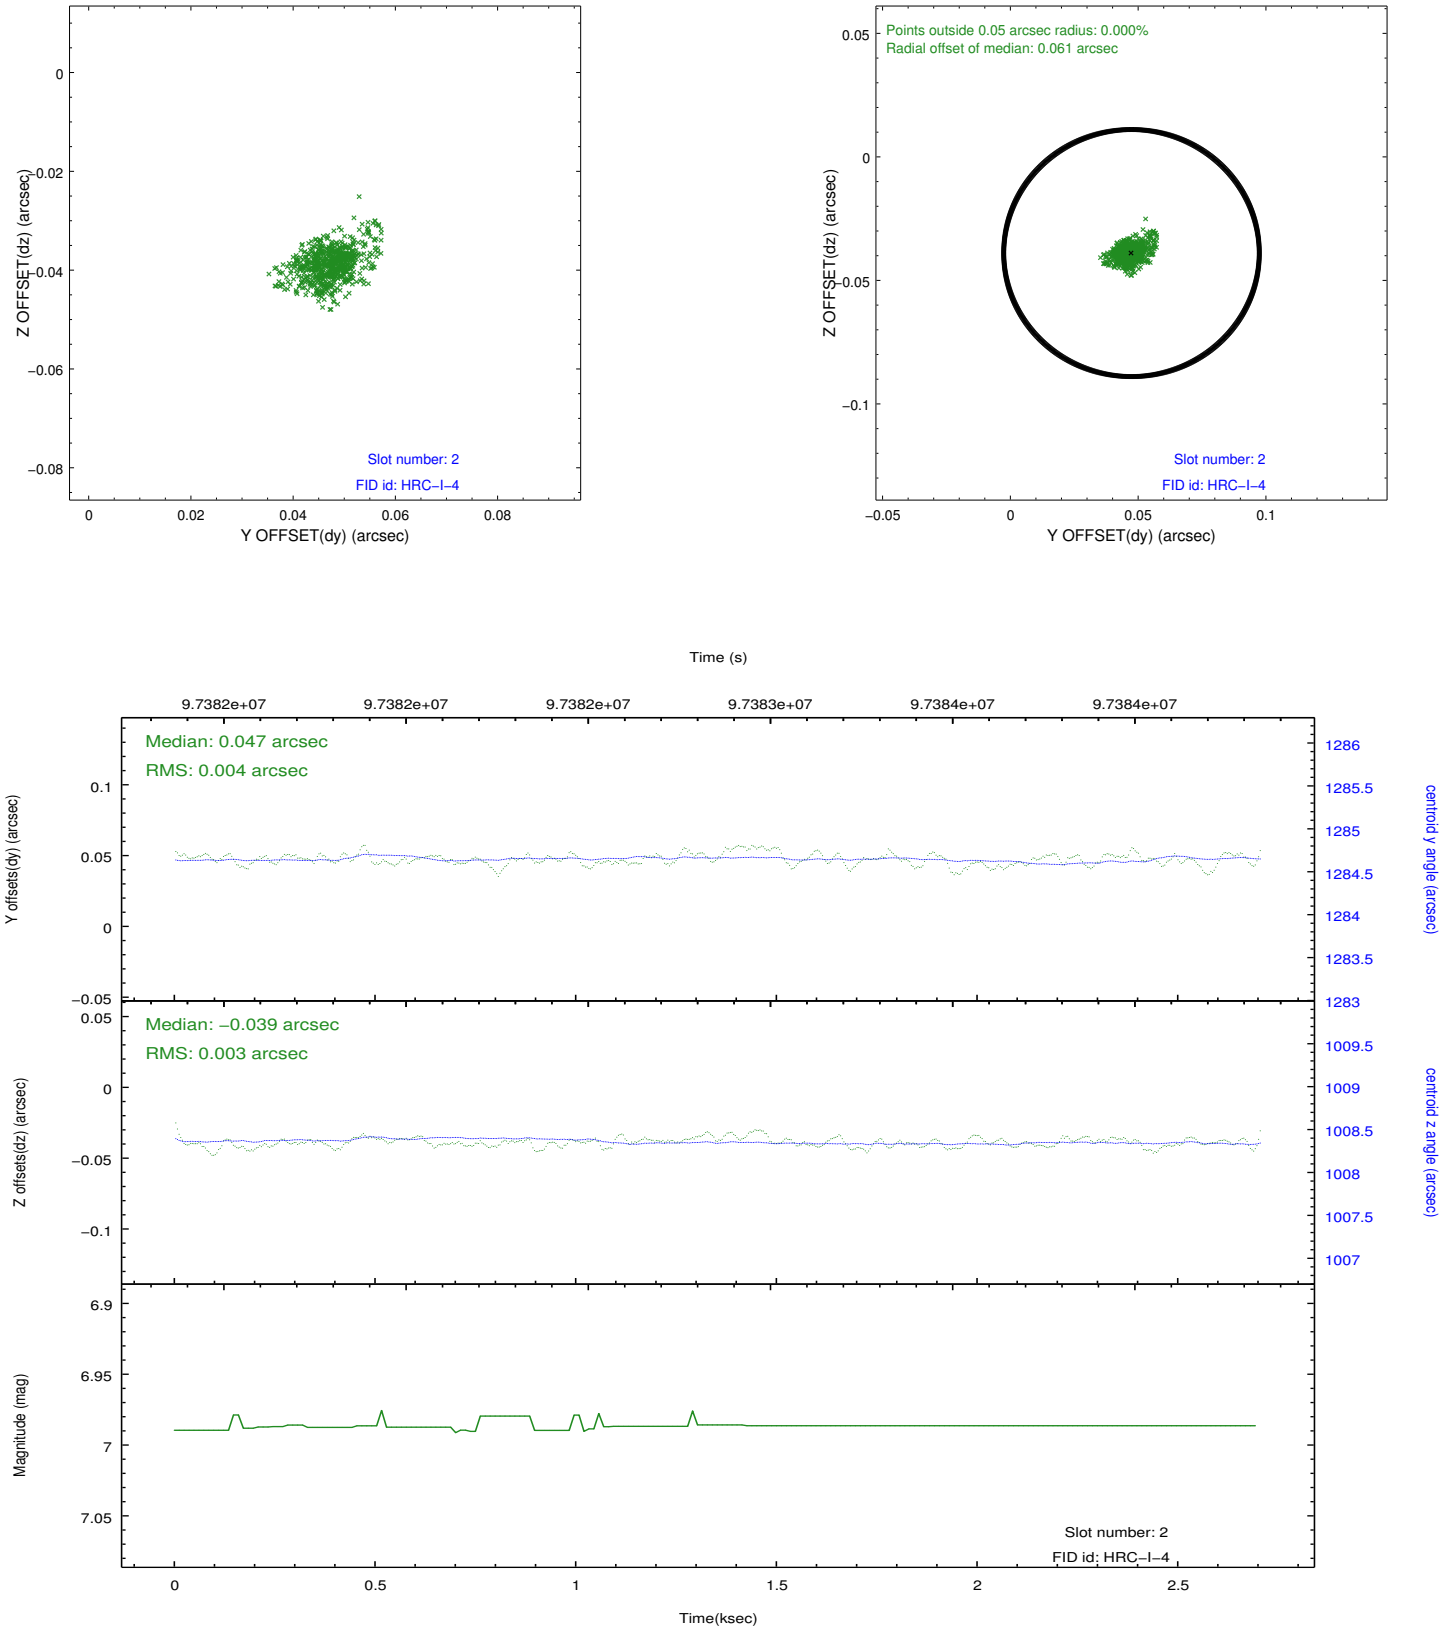 0
−0.02
−0.04
−0.06
−0.08
Z OFFSET(dz) (arcsec)
Slot number: 2
FID id: HRC−I−4
0 0.02 0.04 0.06 0.08
Y OFFSET(dy) (arcsec)
Points outside 0.05 arcsec radius: 0.000%
Radial offset of median: 0.061 arcsec
0.05
0
−0.05
−0.1
Z OFFSET(dz) (arcsec)
Slot number: 2
FID id: HRC−I−4
−0.05 0 0.05 0.1
Y OFFSET(dy) (arcsec)
Time (s)
9.7382e+07 9.7382e+07 9.7382e+07 9.7383e+07 9.7384e+07 9.7384e+07
Median: 0.047 arcsec
RMS: 0.004 arcsec
0.1
0.05
0
−0.05
Y offsets(dy) (arcsec)
1286
1285.5
1285
1284.5
1284
1283.5
1283
centroid y angle (arcsec)
Median: −0.039 arcsec
RMS: 0.003 arcsec
0.05
0
−0.05
−0.1
Z offsets(dz) (arcsec)
1009.5
1009
1008.5
1008
1007.5
1007
centroid z angle (arcsec)
6.9
6.95
7
7.05
Magnitude (mag)
Slot number: 2
FID id: HRC−I−4
0 0.5 1 1.5 2 2.5
Time(ksec)